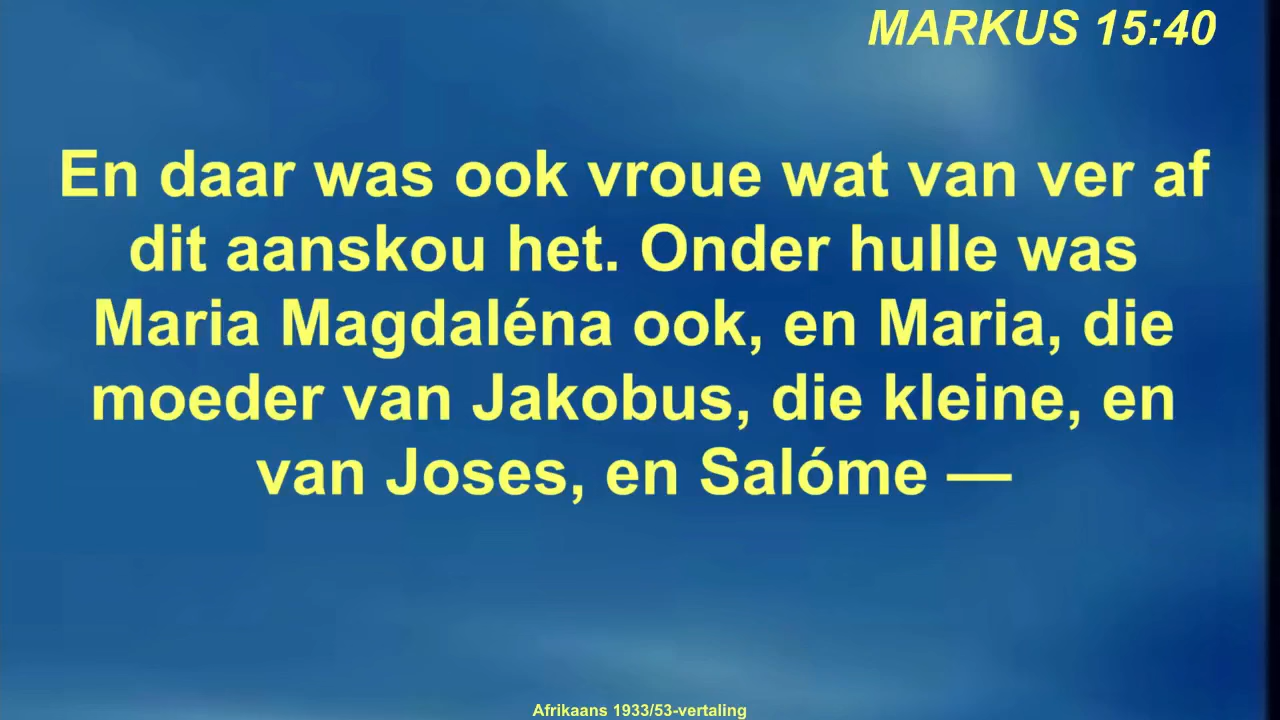 MARKUS 15:40
En daar was ook vroue wat van ver af
dit aanskou het. Onder hulle was
Maria Magdaléna ook, en Maria, die
moeder van Jakobus, die kleine, en
van Joses, en Salóme —
Afrikaans 1933/53-vertaling